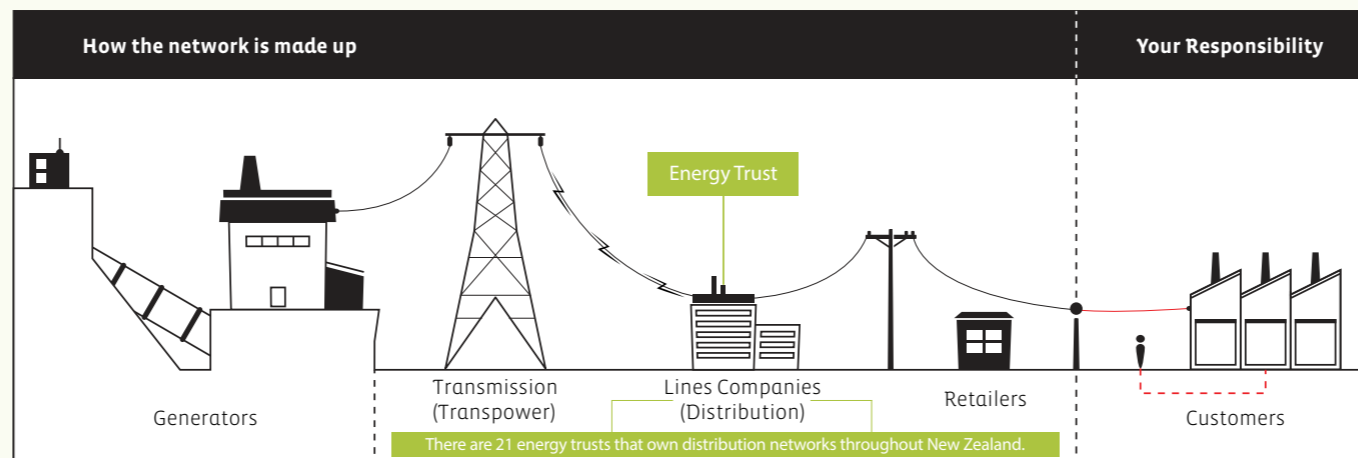 How the network is made up
Your Responsibility
Energy Trust
Generators
Transmission
(Transpower)
Lines Companies
(Distribution)
Retailers
Customers
There are 21 energy trusts that own distribution networks throughout New Zealand.